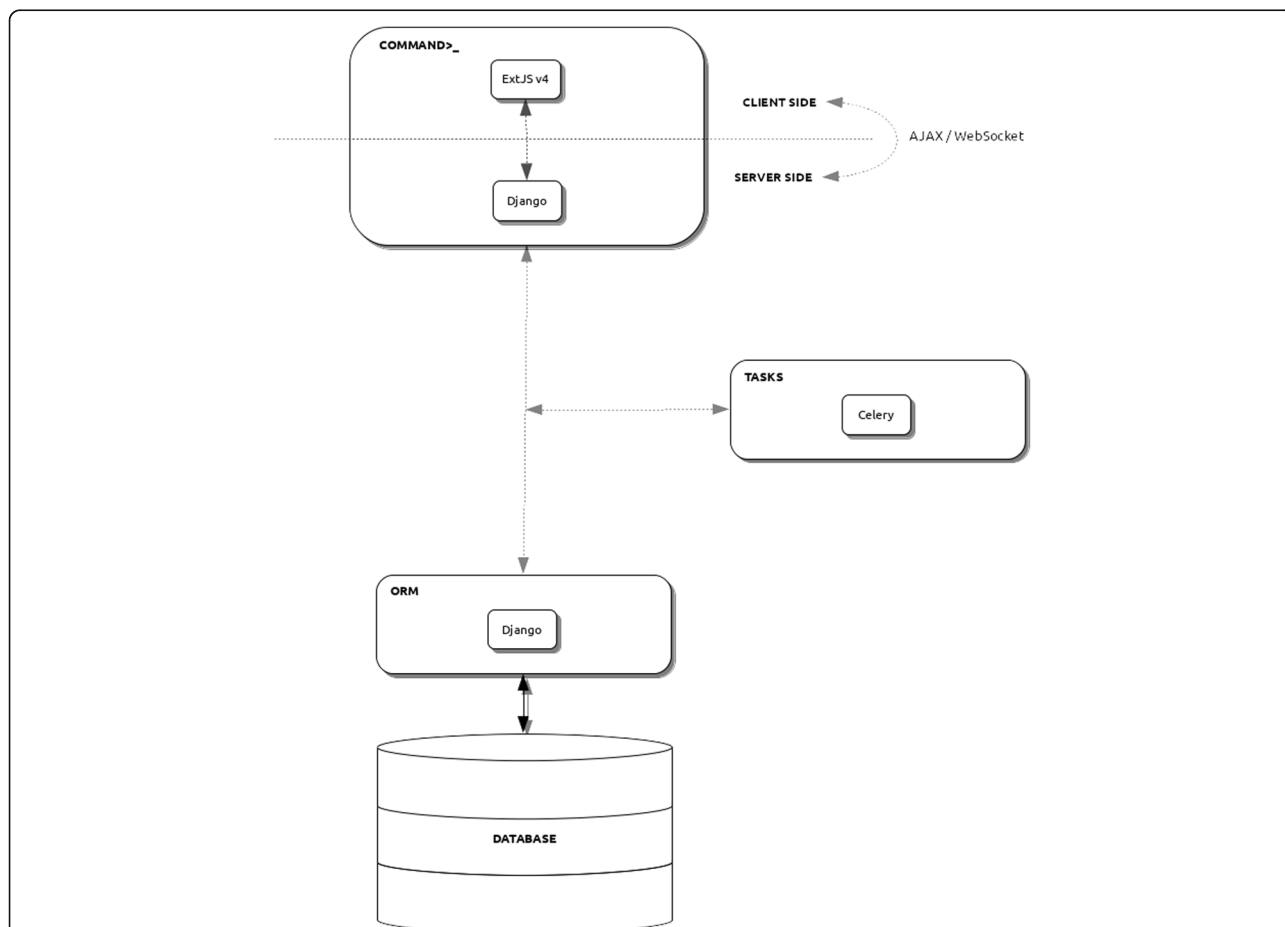 COMMAND>_
ExtJS v4
CLIENT SIDE
AJAX / WebSocket
SERVER SIDE
Django
TASKS
Celery
ORM
Django
DATABASE